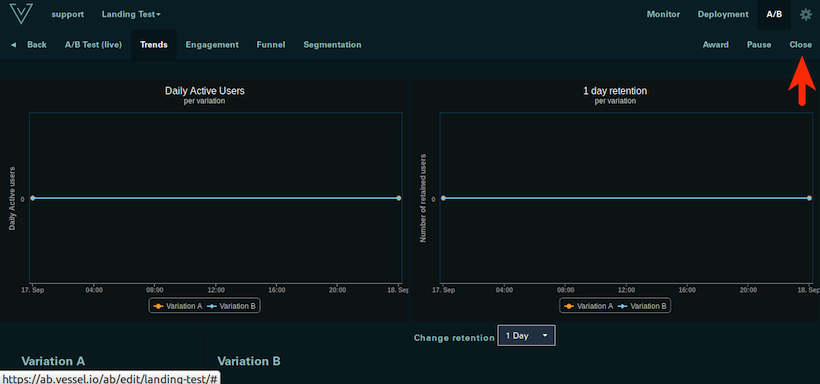 support Landing Test Monitor Deployment A/B
Back A/B Test (live) Trends Engagement Funnel Segmentation Award Pause Close
Daily Active Users
per variation
Daily Active users
0
17. Sep 04:00 08:00 12:00 16:00 20:00 18. Sep
Variation A Variation B
1 day retention
per variation
Number of retained users
0
17. Sep 04:00 08:00 12:00 16:00 20:00 18. Sep
Variation A Variation B
Change retention 1 Day
Variation A Variation B
https://ab.vessel.io/ab/edit/landing-test/#